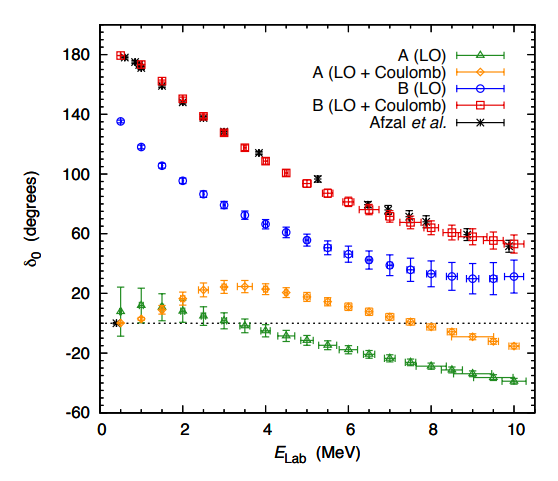 180
140
100
60
20
-20
-60
δ₀ (degrees)
A (LO)
A (LO + Coulomb)
B (LO)
B (LO + Coulomb)
Afzal et al.
0 2 4 6 8 10
E_Lab (MeV)